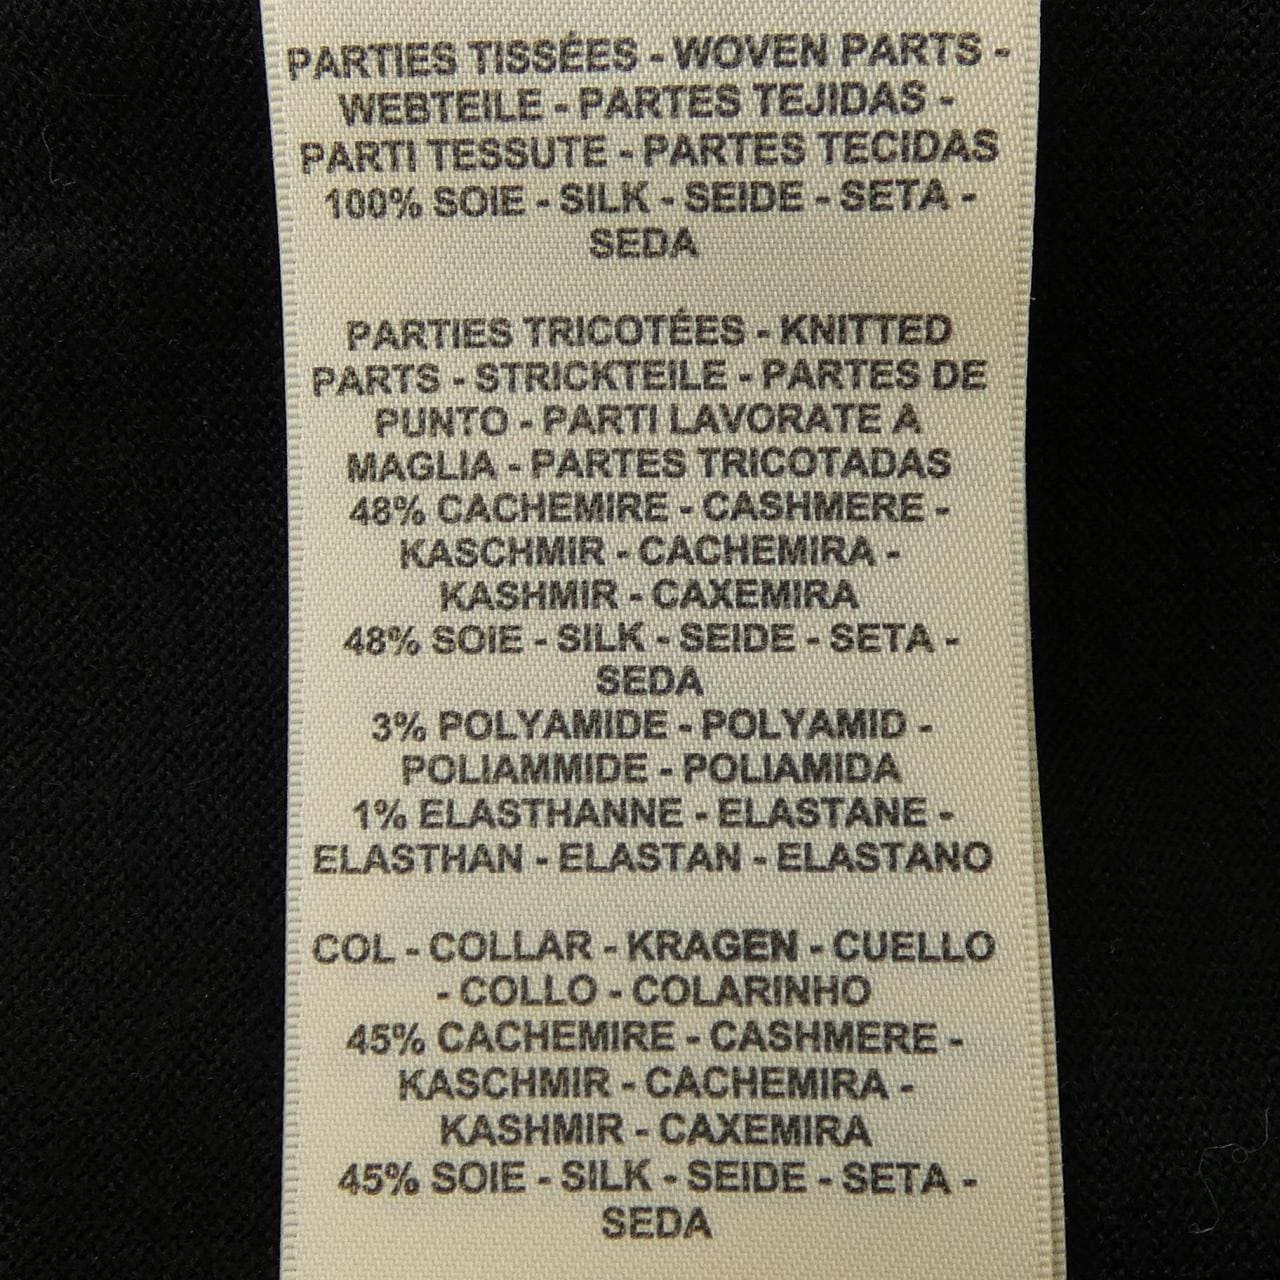 PARTIES TISSÉES - WOVEN PARTS -
WEBTEILE - PARTES TEJIDAS -
PARTI TESSUTE - PARTES TECIDAS
100% SOIE - SILK - SEIDE - SETA -
SEDA
PARTIES TRICOTÉES - KNITTED
PARTS - STRICKTEILE - PARTES DE
PUNTO - PARTI LAVORATE A
MAGLIA - PARTES TRICOTADAS
48% CACHEMIRE - CASHMERE -
KASCHMIR - CACHEMIRA -
KASHMIR - CAXEMIRA
48% SOIE - SILK - SEIDE - SETA -
SEDA
3% POLYAMIDE - POLYAMID -
POLIAMMIDE - POLIAMIDA
1% ELASTHANNE - ELASTANE -
ELASTHAN - ELASTAN - ELASTANO
COL - COLLAR - KRAGEN - CUELLO
- COLLO - COLARINHO
45% CACHEMIRE - CASHMERE -
KASCHMIR - CACHEMIRA -
KASHMIR - CAXEMIRA
45% SOIE - SILK - SEIDE - SETA -
SEDA